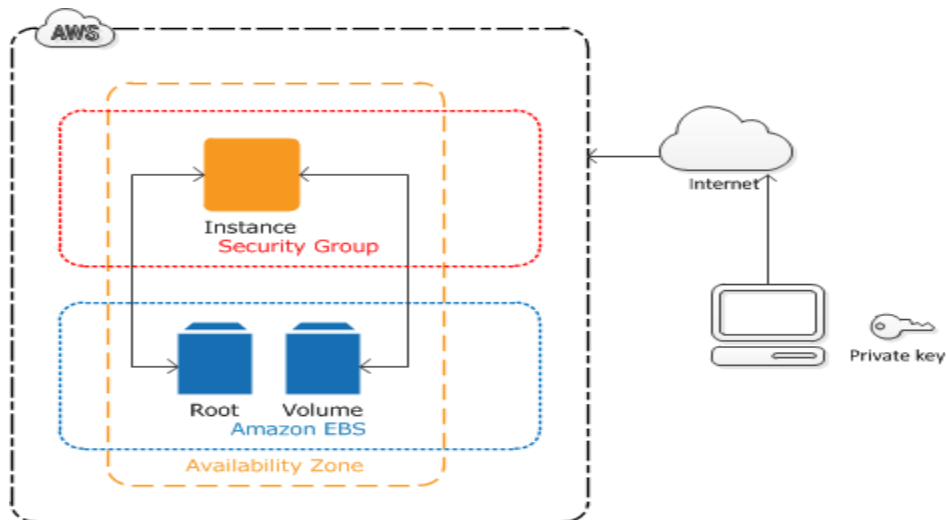 AWS
Instance
Security Group
Root
Volume
Amazon EBS
Availability Zone
Internet
Private key